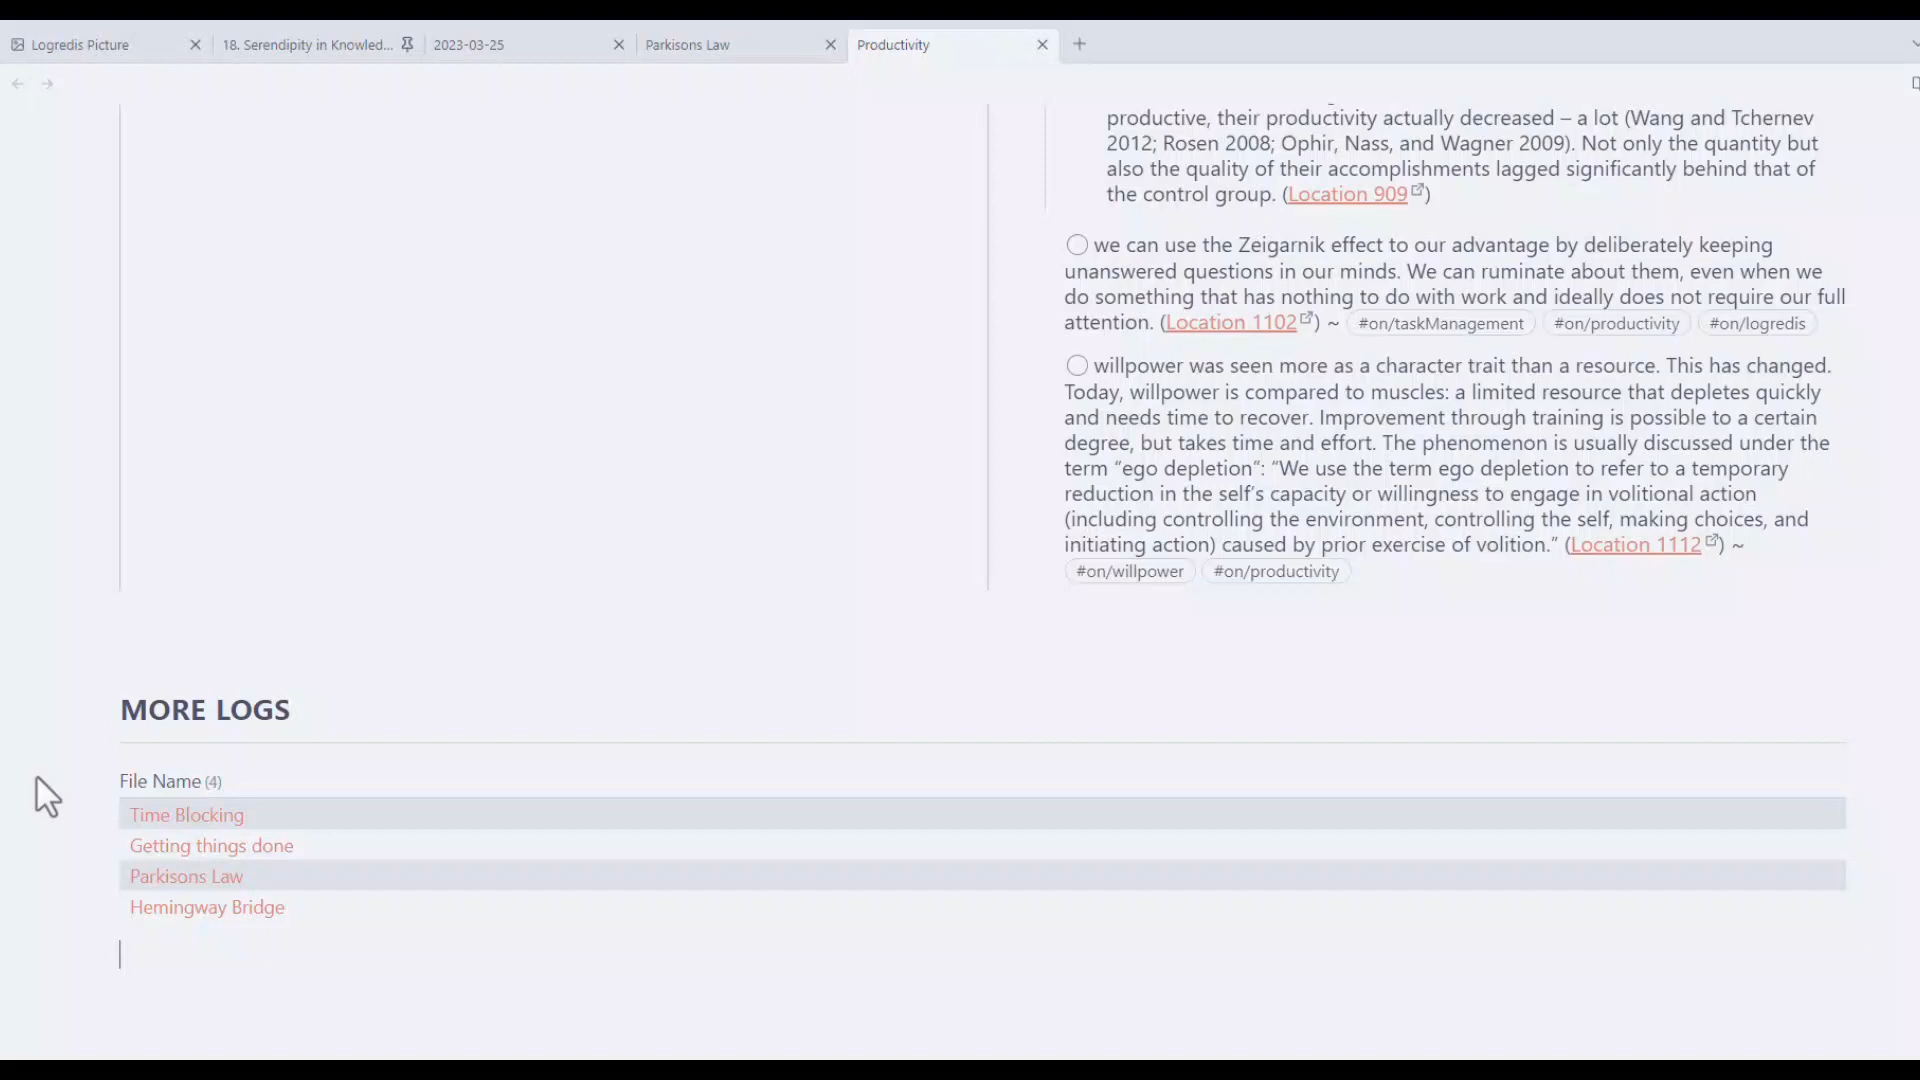 Logredis Picture
18. Serendipity in Knowled...
2023-03-25
Parkisons Law
Productivity
productive, their productivity actually decreased – a lot (Wang and Tchernev
2012; Rosen 2008; Ophir, Nass, and Wagner 2009). Not only the quantity but
also the quality of their accomplishments lagged significantly behind that of
the control group. (Location 909)
we can use the Zeigarnik effect to our advantage by deliberately keeping
unanswered questions in our minds. We can ruminate about them, even when we
do something that has nothing to do with work and ideally does not require our full
attention. (Location 1102) ~ #on/taskManagement #on/productivity #on/logredis
willpower was seen more as a character trait than a resource. This has changed.
Today, willpower is compared to muscles: a limited resource that depletes quickly
and needs time to recover. Improvement through training is possible to a certain
degree, but takes time and effort. The phenomenon is usually discussed under the
term “ego depletion”: “We use the term ego depletion to refer to a temporary
reduction in the self’s capacity or willingness to engage in volitional action
(including controlling the environment, controlling the self, making choices, and
initiating action) caused by prior exercise of volition.” (Location 1112) ~
#on/willpower #on/productivity
MORE LOGS
File Name (4)
Time Blocking
Getting things done
Parkisons Law
Hemingway Bridge